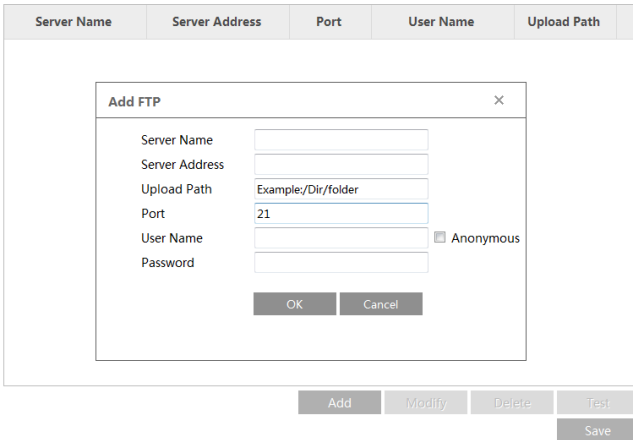 Server Name Server Address Port User Name Upload Path
Add FTP ×
Server Name
Server Address
Upload Path Example:/Dir/folder
Port 21
User Name Anonymous
Password
OK Cancel
Add Modify Delete Test
Save